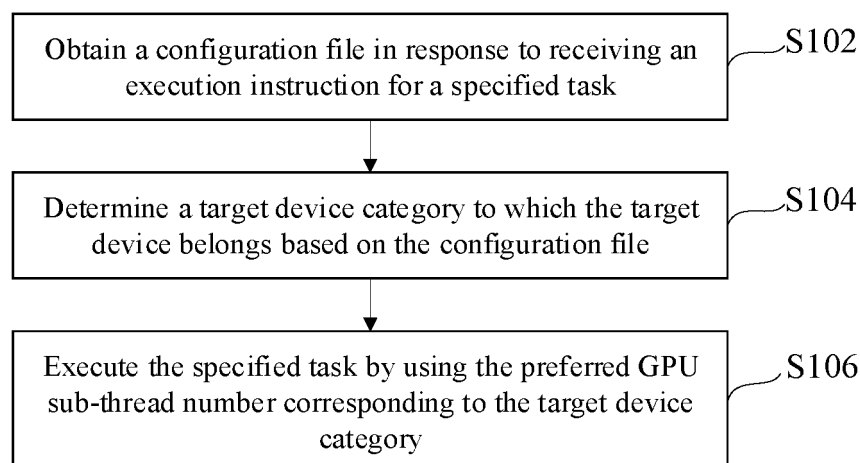 Obtain a configuration file in response to receiving an
execution instruction for a specified task
S102
Determine a target device category to which the target
device belongs based on the configuration file
S104
Execute the specified task by using the preferred GPU
sub-thread number corresponding to the target device
category
S106